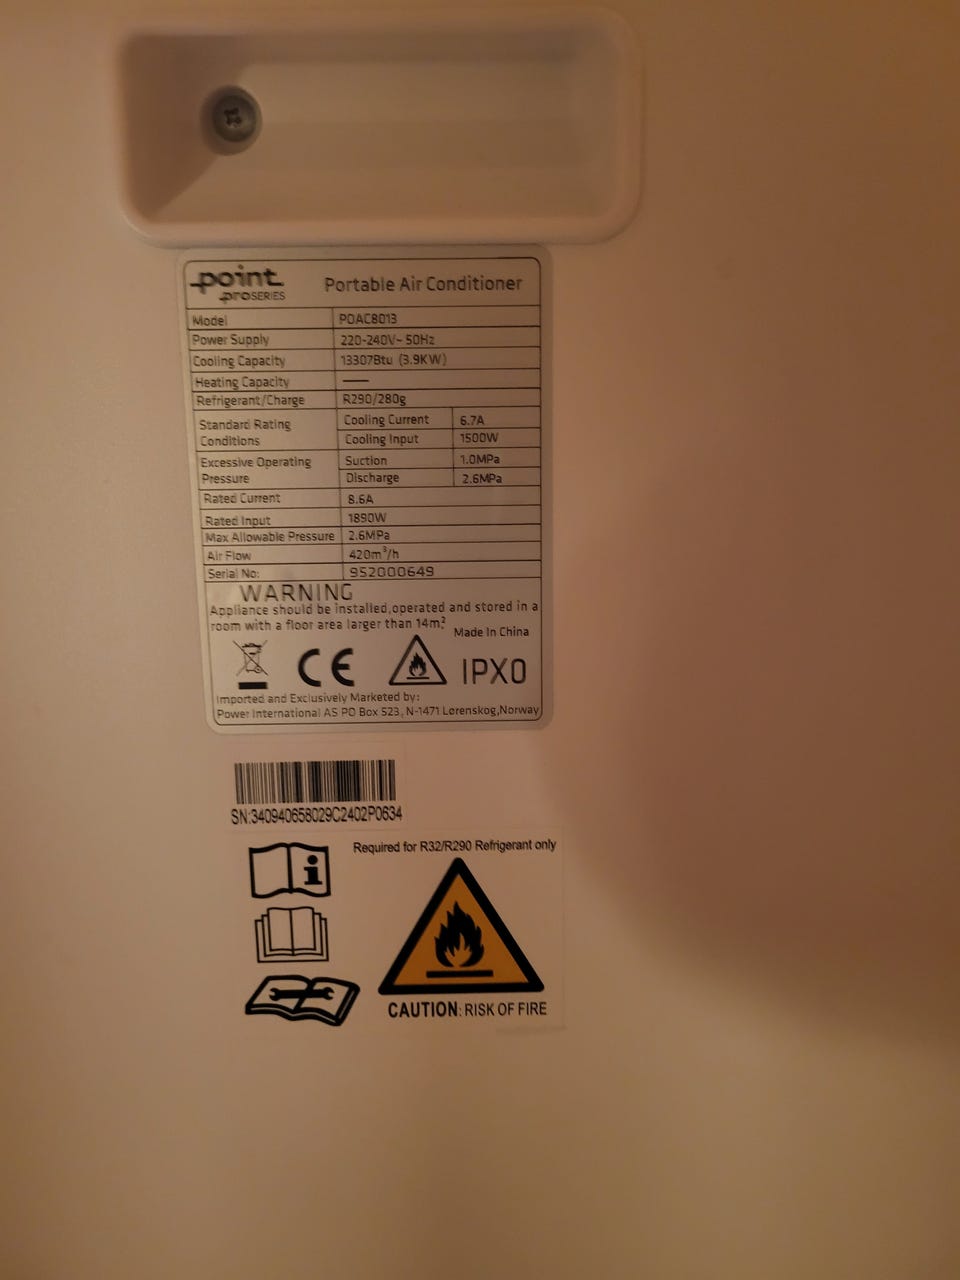 point
proSERIES
Portable Air Conditioner
Model POAC8013
Power Supply 220-240V~ 50Hz
Cooling Capacity 13307Btu (3.9KW)
Heating Capacity —
Refrigerant/Charge R290/280g
Standard Rating Conditions Cooling Current 6.7A
Cooling Input 1500W
Excessive Operating Pressure Suction 1.0MPa
Discharge 2.6MPa
Rated Current 8.6A
Rated Input 1890W
Max Allowable Pressure 2.6MPa
Air Flow 420m³/h
Serial No: 952000649
WARNING
Appliance should be installed,operated and stored in a
room with a floor area larger than 14m².
Made In China
CE IPX0
Imported and Exclusively Marketed by:
Power International AS PO Box 523, N-1471 Lørenskog,Norway
SN:340940658029C2402P0634
Required for R32/R290 Refrigerant only
CAUTION: RISK OF FIRE